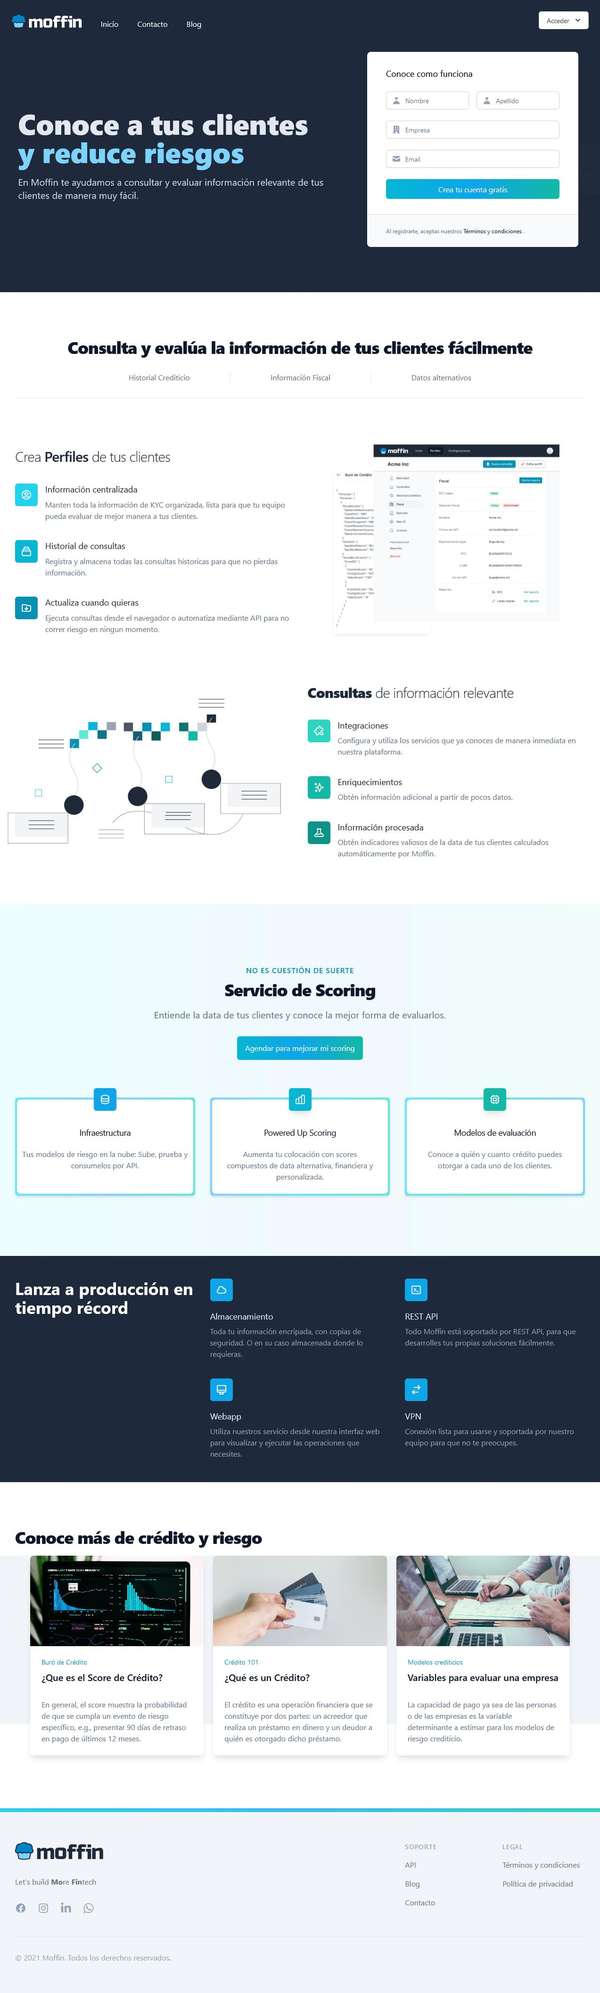 moffin
Inicio
Contacto
Blog
Acceder
Conoce a tus clientes
y reduce riesgos
En Moffin te ayudamos a consultar y evaluar información relevante de tus
clientes de manera muy fácil.
Conoce como funciona
Nombre
Apellido
Empresa
Email
Crea tu cuenta gratis
Al registrarte, aceptas nuestros Términos y condiciones .
Consulta y evalúa la información de tus clientes fácilmente
Historial Crediticio
Información Fiscal
Datos alternativos
Crea Perfiles de tus clientes
Información centralizada
Manten toda la información de KYC organizada, lista para que tu equipo
pueda evaluar de mejor manera a tus clientes.
Historial de consultas
Registra y almacena todas las consultas historicas para que no pierdas
información.
Actualiza cuando quieras
Ejecuta consultas desde el navegador o automatiza mediante API para no
correr riesgo en ningun momento.
moffin
Acme Inc
Fiscal
Consultas de información relevante
Integraciones
Configura y utiliza los servicios que ya conoces de manera inmediata en
nuestra plataforma.
Enriquecimientos
Obtén información adicional a partir de pocos datos.
Información procesada
Obtén indicadores valiosos de la data de tus clientes calculados
automáticamente por Moffin.
NO ES CUESTIÓN DE SUERTE
Servicio de Scoring
Entiende la data de tus clientes y conoce la mejor forma de evaluarlos.
Agendar para mejorar mi scoring
Infraestructura
Tus modelos de riesgo en la nube: Sube, prueba y
consumelos por API.
Powered Up Scoring
Aumenta tu colocación con scores
compuestos de data alternativa, financiera y
personalizada.
Modelos de evaluación
Conoce a quién y cuanto crédito puedes
otorgar a cada uno de los clientes.
Lanza a producción en
tiempo récord
Almacenamiento
Toda tu información encripada, con copias de
seguridad. O en su caso almacenada donde lo
requieras.
REST API
Todo Moffin está soportado por REST API, para que
desarrolles tus propias soluciones fácilmente.
Webapp
Utiliza nuestros servicio desde nuestra interfaz web
para visualizar y ejecutar las operaciones que
necesites.
VPN
Conexión lista para usarse y soportada por nuestro
equipo para que no te preocupes.
Conoce más de crédito y riesgo
Buró de Crédito
¿Que es el Score de Crédito?
En general, el score muestra la probabilidad
de que se cumpla un evento de riesgo
específico, e.g., presentar 90 días de retraso
en pago de últimos 12 meses.
Crédito 101
¿Qué es un Crédito?
El crédito es una operación financiera que se
constituye por dos partes: un acreedor que
realiza un préstamo en dinero y un deudor a
quién es otorgado dicho préstamo.
Modelos crediticios
Variables para evaluar una empresa
La capacidad de pago ya sea de las personas
o de las empresas es la variable
determinante a estimar para los modelos de
riesgo crediticio.
moffin
Let's build More Fintech
SOPORTE
API
Blog
Contacto
LEGAL
Términos y condiciones
Política de privacidad
© 2021 Moffin. Todos los derechos reservados.